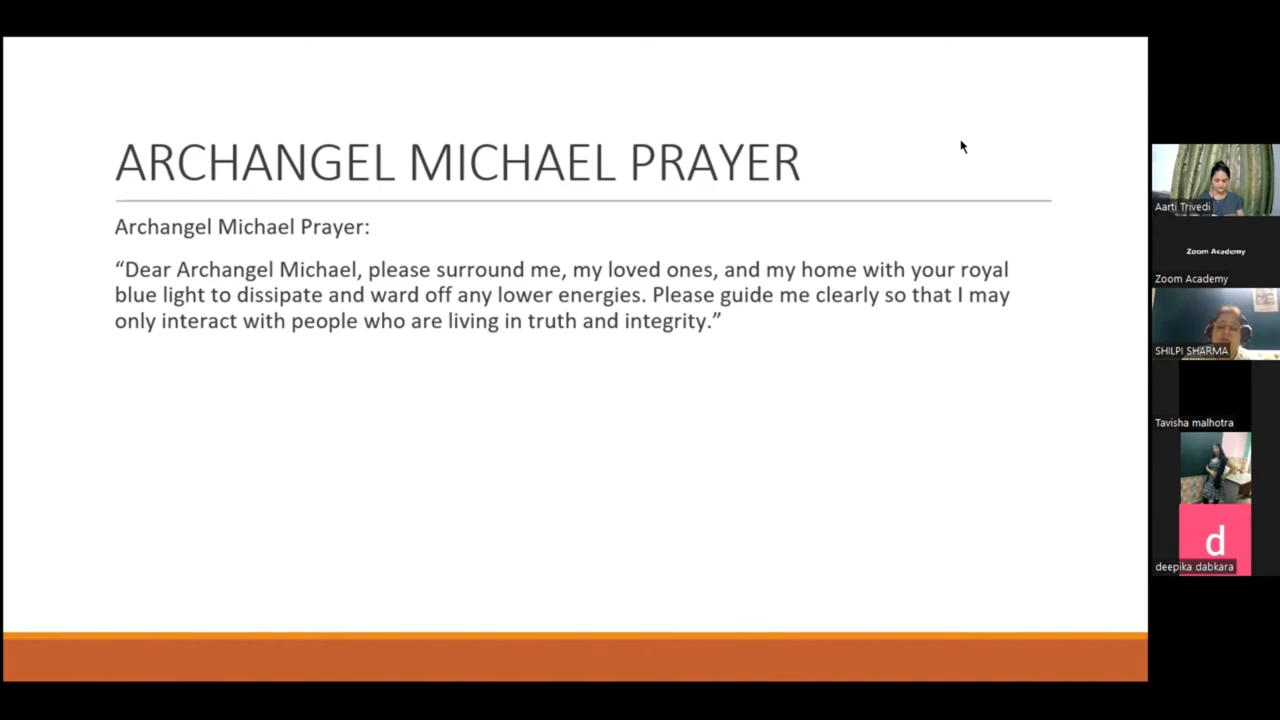 ARCHANGEL MICHAEL PRAYER
Archangel Michael Prayer:
“Dear Archangel Michael, please surround me, my loved ones, and my home with your royal
blue light to dissipate and ward off any lower energies. Please guide me clearly so that I may
only interact with people who are living in truth and integrity.”
Aarti Trivedi
Zoom Academy
Zoom Academy
SHILPI SHARMA
Tavisha malhotra
d
deepika dabkara